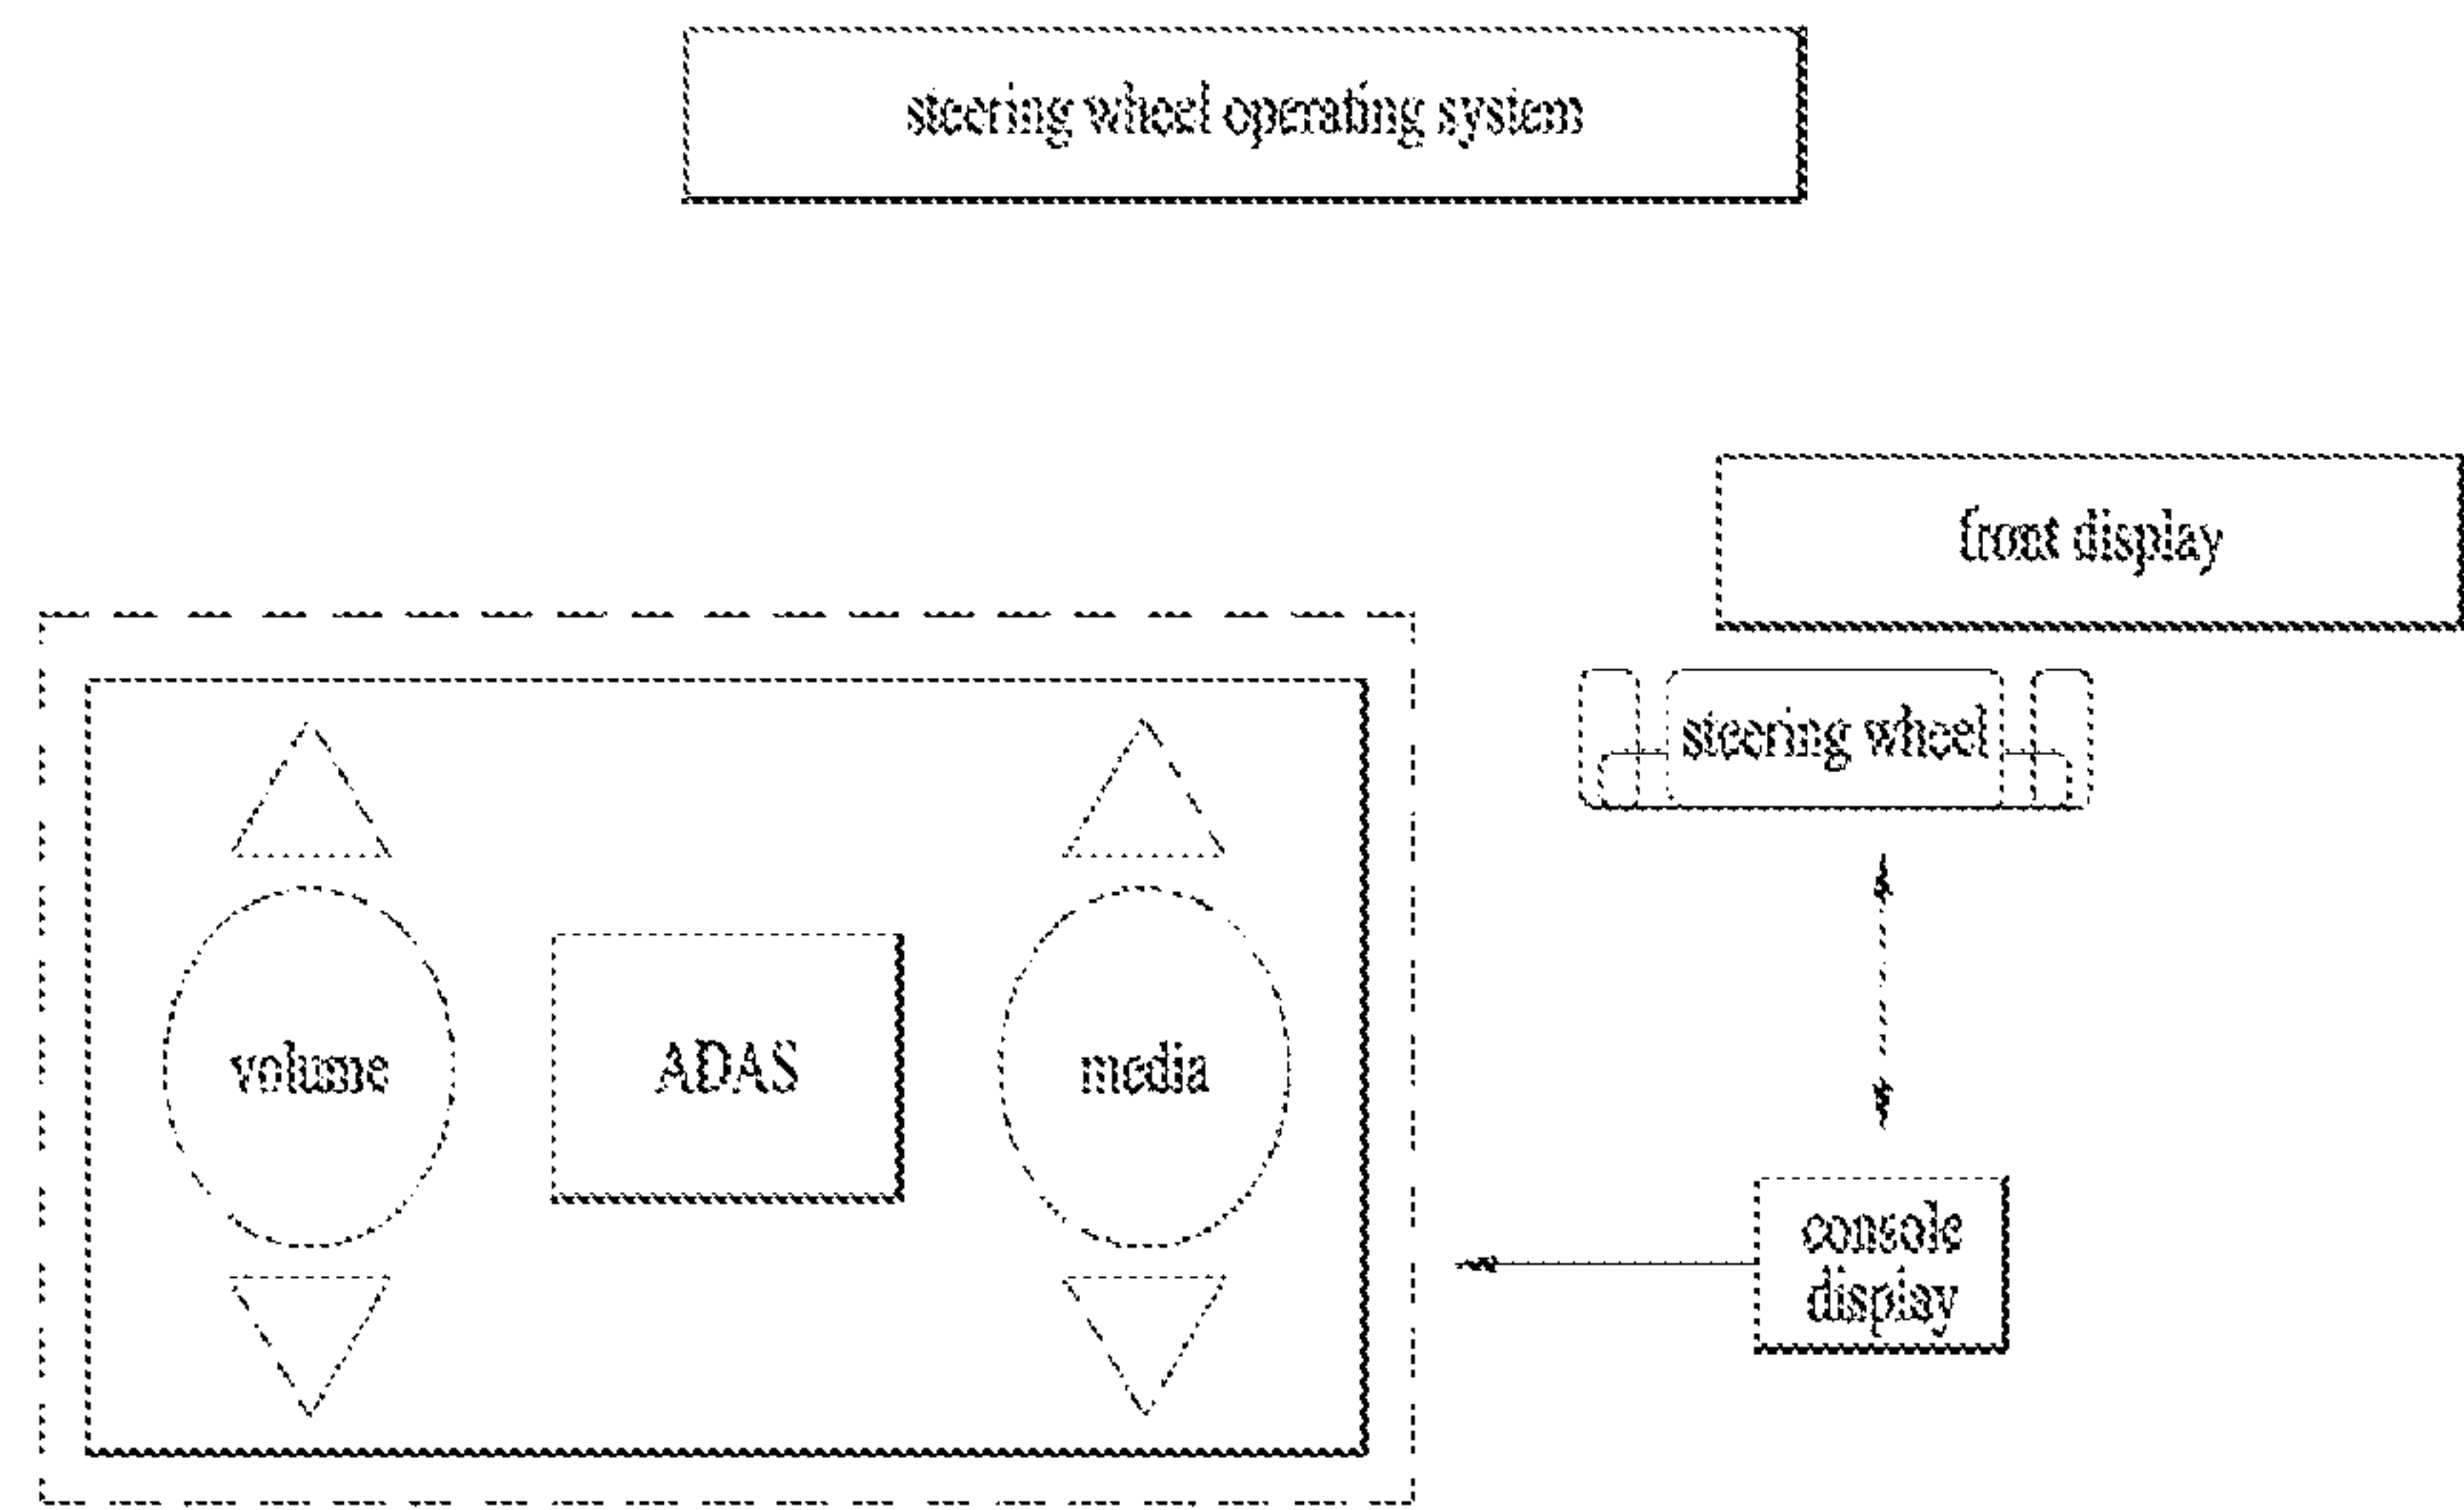 steering wheel operating system
front display
steering wheel
volume
ADAS
media
console
display